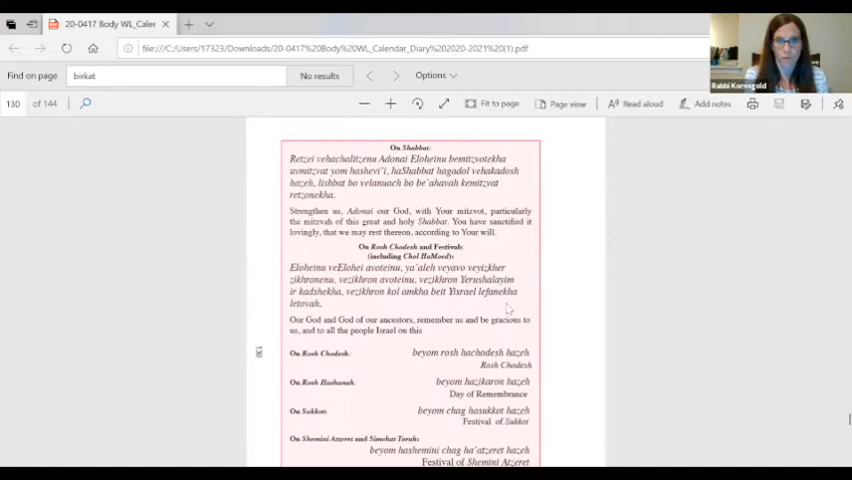 20-0417 Body WL_Calen
file:///C:/Users/17323/Downloads/20-0417%20Body%20WL_Calendar_Diary%202020-2021%20(1).pdf
Find on page
birkat
No results
Options
Rabbi Kornsgold
130
of 144
Fit to page
Page view
Read aloud
Add notes
On Shabbat:
Retzei vehachalitzenu Adonai Eloheinu bemitzvotekha
uvmitzvat yom hashevi'i, haShabbat hagadol vehakadosh
hazeh, lishbat bo velanuach bo be'ahavah kemitzvat
retzonekha.
Strengthen us, Adonai our God, with Your mitzvot, particularly
the mitzvah of this great and holy Shabbat. You have sanctified it
lovingly, that we may rest thereon, according to Your will.
On Rosh Chodesh and Festivals
(including Chol HaMoed):
Eloheinu veElohei avoteinu, ya'aleh veyavo veyizkher
zikhronenu, vezikhron avoteinu, vezikhron Yerushalayim
ir kadshekha, vezikhron kol amkha beit Yisrael lefanekha
letovah,
Our God and God of our ancestors, remember us and be gracious to
us, and to all the people Israel on this
130
On Rosh Chodesh: beyom rosh hachodesh hazeh
Rosh Chodesh
On Rosh Hashanah: beyom hazikaron hazeh
Day of Remembrance
On Sukkot: beyom chag hasukkot hazeh
Festival of Sukkot
On Shemini Atzeret and Simchat Torah:
beyom hashemini chag ha'atzeret hazeh
Festival of Shemini Atzeret